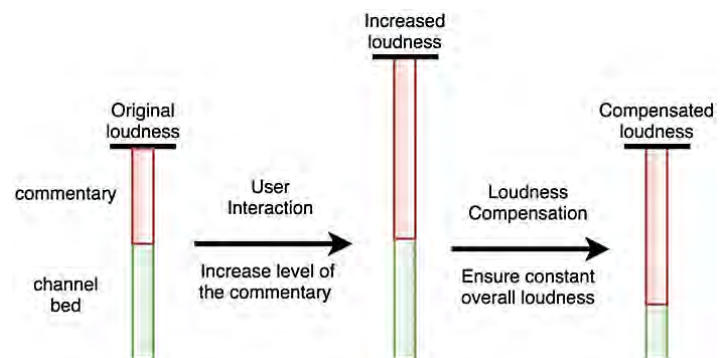 Increased
loudness
Original
loudness
Compensated
loudness
commentary
User
Interaction
Loudness
Compensation
channel
bed
Increase level of
the commentary
Ensure constant
overall loudness